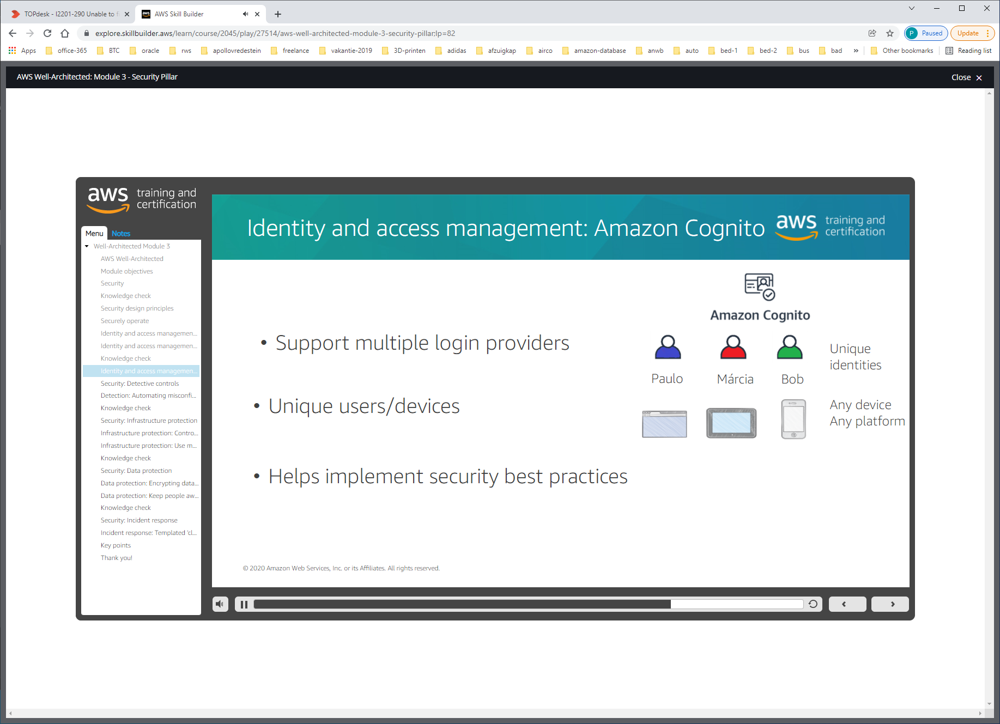 TOPdesk - I2201-290 Unable to f
AWS Skill Builder
explore.skillbuilder.aws/learn/course/2045/play/27514/aws-well-architected-module-3-security-pillar;lp=82
P Paused
Update
Apps office-365 BTC oracle rws apollovredestein freelance vakantie-2019 3D-printen adidas afzuigkap airco amazon-database anwb auto bed-1 bed-2 bus bad » Other bookmarks Reading list
AWS Well-Architected: Module 3 - Security Pillar
Close
aws training and
certification
Menu Notes
Well-Architected Module 3
AWS Well-Architected
Module objectives
Security
Knowledge check
Security design principles
Securely operate
Identity and access managemen...
Identity and access managemen...
Knowledge check
Identity and access managemen...
Security: Detective controls
Detection: Automating misconfi...
Knowledge check
Security: Infrastructure protection
Infrastructure protection: Contro...
Infrastructure protection: Use m...
Knowledge check
Security: Data protection
Data protection: Encrypting data...
Data protection: Keep people aw...
Knowledge check
Security: Incident response
Incident response: Templated 'cl...
Key points
Thank you!
Identity and access management: Amazon Cognito
aws training and
certification
Amazon Cognito
• Support multiple login providers
Paulo Márcia Bob
Unique
identities
• Unique users/devices
Any device
Any platform
• Helps implement security best practices
© 2020 Amazon Web Services, Inc. or its Affiliates. All rights reserved.